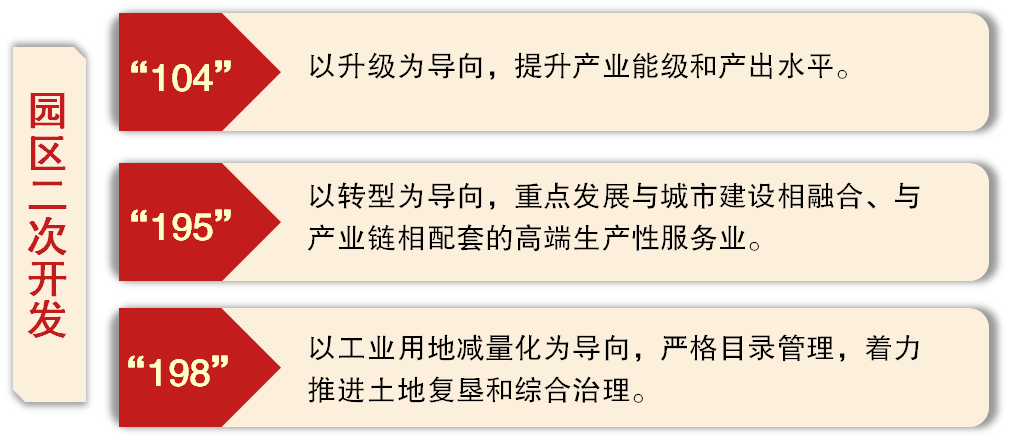 园区二次开发
“104”
以升级为导向，提升产业能级和产出水平。
“195”
以转型为导向，重点发展与城市建设相融合、与
产业链相配套的高端生产性服务业。
“198”
以工业用地减量化为导向，严格目录管理，着力
推进土地复垦和综合治理。